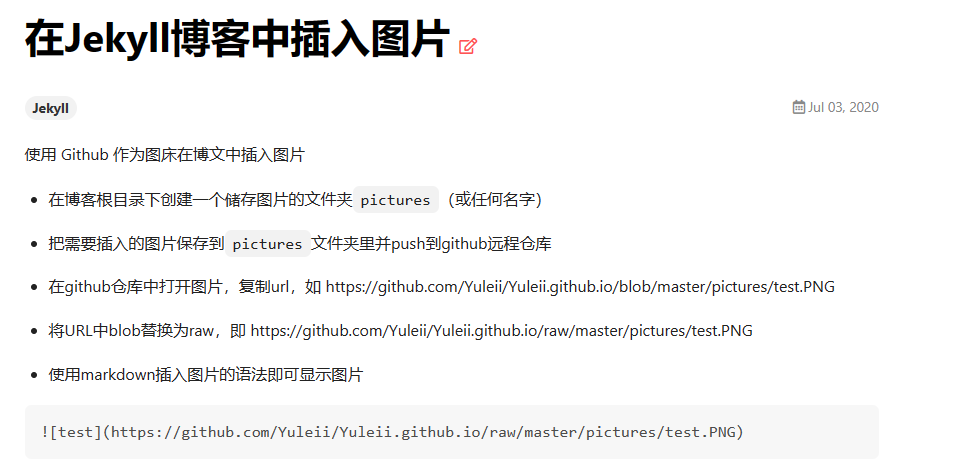 在Jekyll博客中插入图片
Jekyll
Jul 03, 2020
使用 Github 作为图床在博文中插入图片
在博客根目录下创建一个储存图片的文件夹 pictures （或任何名字）
把需要插入的图片保存到 pictures 文件夹里并push到github远程仓库
在github仓库中打开图片，复制url，如 https://github.com/Yuleii/Yuleii.github.io/blob/master/pictures/test.PNG
将URL中blob替换为raw，即 https://github.com/Yuleii/Yuleii.github.io/raw/master/pictures/test.PNG
使用markdown插入图片的语法即可显示图片
![test](https://github.com/Yuleii/Yuleii.github.io/raw/master/pictures/test.PNG)